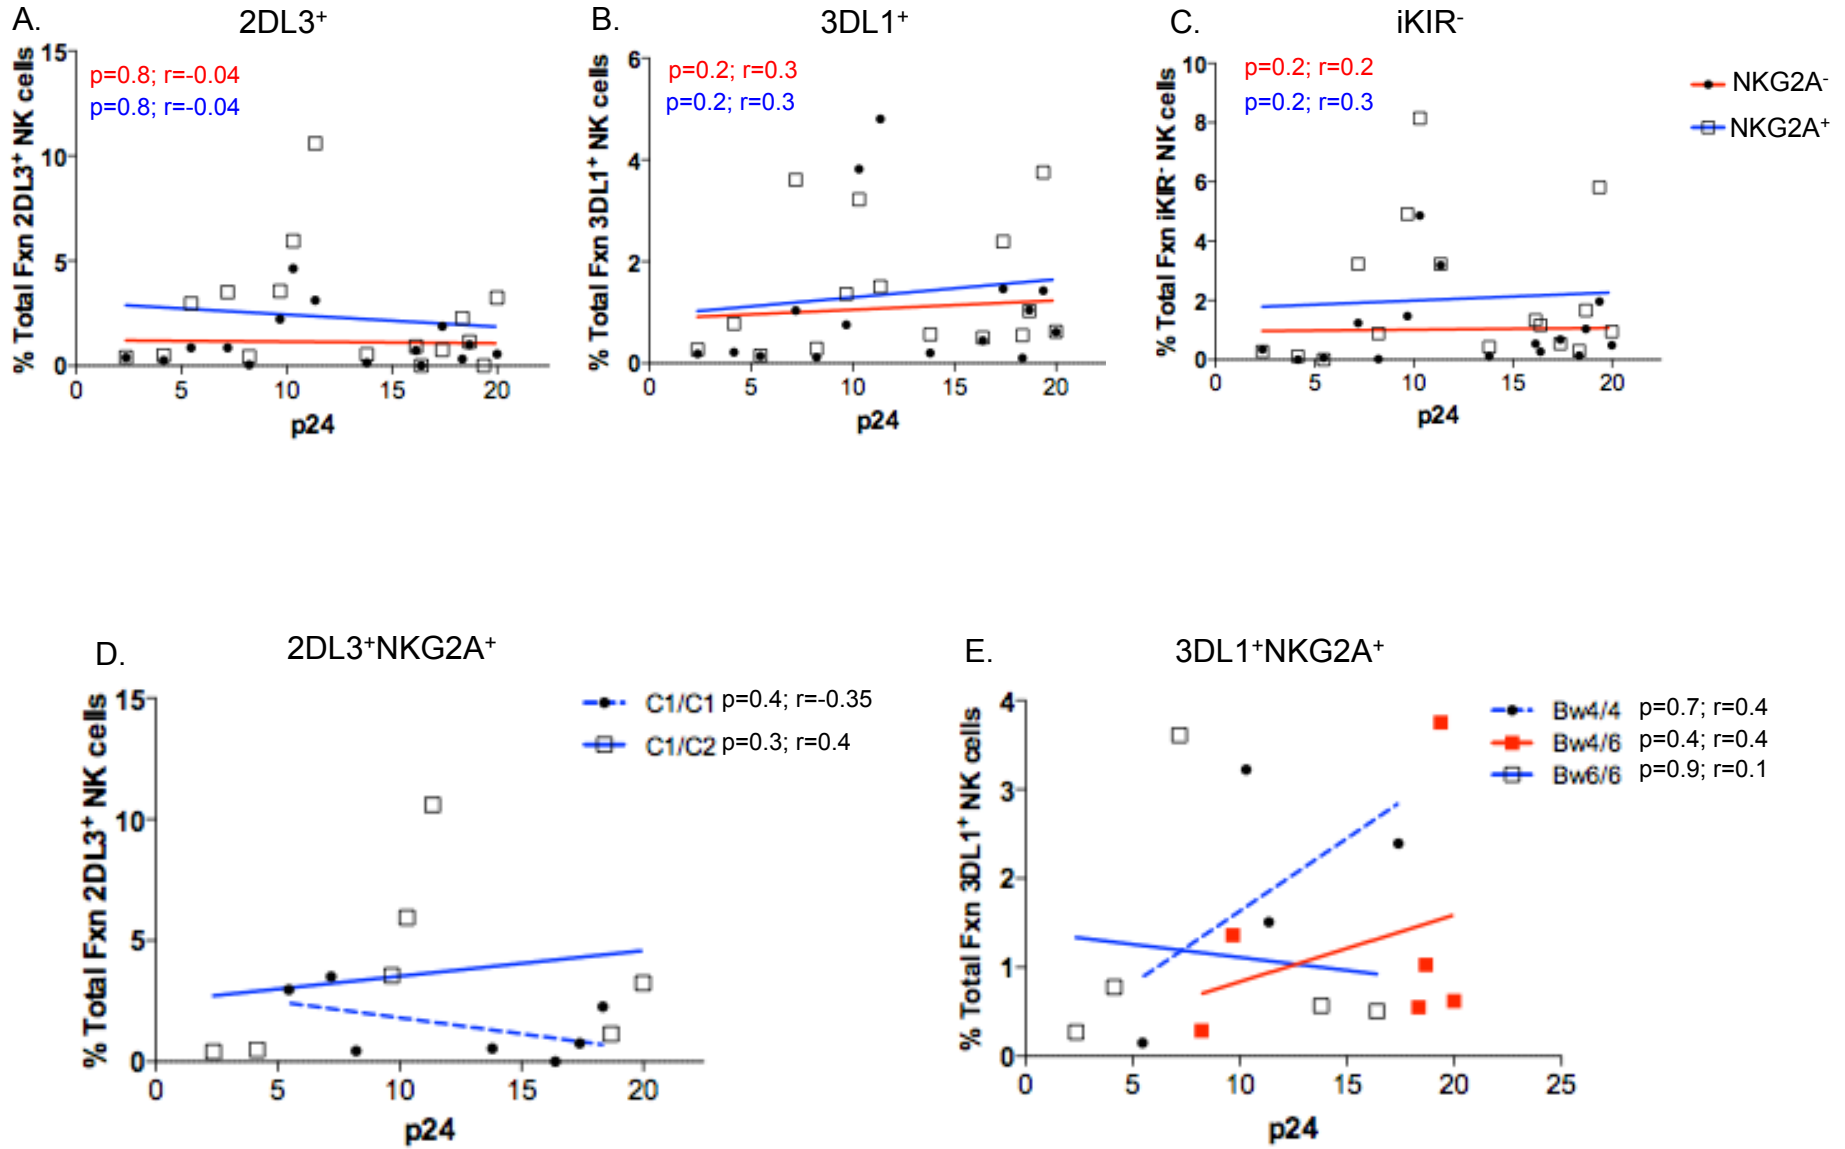 A.
2DL3⁺
% Total Fxn 2DL3⁺ NK cells
p=0.8; r=-0.04
p=0.8; r=-0.04
15
10
5
0
0 5 10 15 20
p24
B.
3DL1⁺
% Total Fxn 3DL1⁺ NK cells
p=0.2; r=0.3
p=0.2; r=0.3
6
4
2
0
0 5 10 15 20
p24
C.
iKIR⁻
% Total Fxn iKIR⁻ NK cells
p=0.2; r=0.2
p=0.2; r=0.3
10
8
6
4
2
0
0 5 10 15 20
p24
NKG2A⁻
NKG2A⁺
D.
2DL3⁺NKG2A⁺
% Total Fxn 2DL3⁺ NK cells
C1/C1 p=0.4; r=-0.35
C1/C2 p=0.3; r=0.4
15
10
5
0
0 5 10 15 20
p24
E.
3DL1⁺NKG2A⁺
% Total Fxn 3DL1⁺ NK cells
Bw4/4 p=0.7; r=0.4
Bw4/6 p=0.4; r=0.4
Bw6/6 p=0.9; r=0.1
4
3
2
1
0
0 5 10 15 20 25
p24